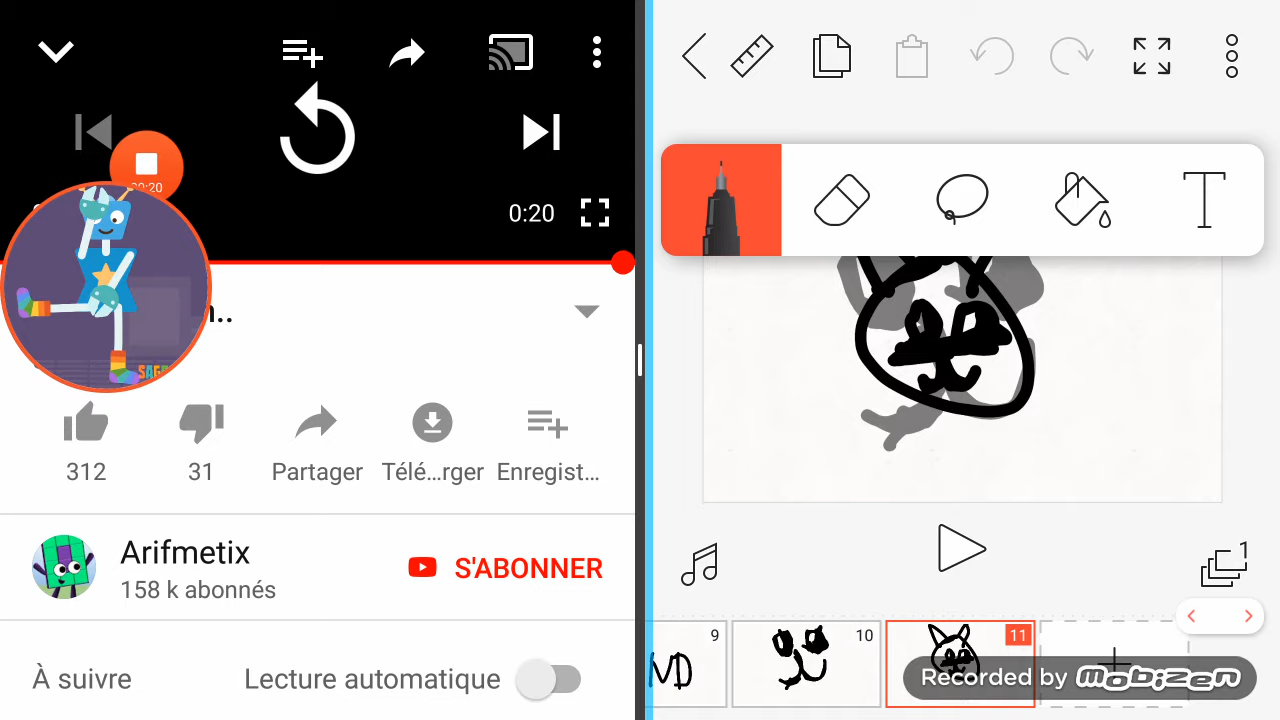 00:20
0:20
n..
312
31
Partager
Télé...rger
Enregist...
Arifmetix
158 k abonnés
S'ABONNER
À suivre
Lecture automatique
T
1
9
10
11
ND
Recorded by mobizen